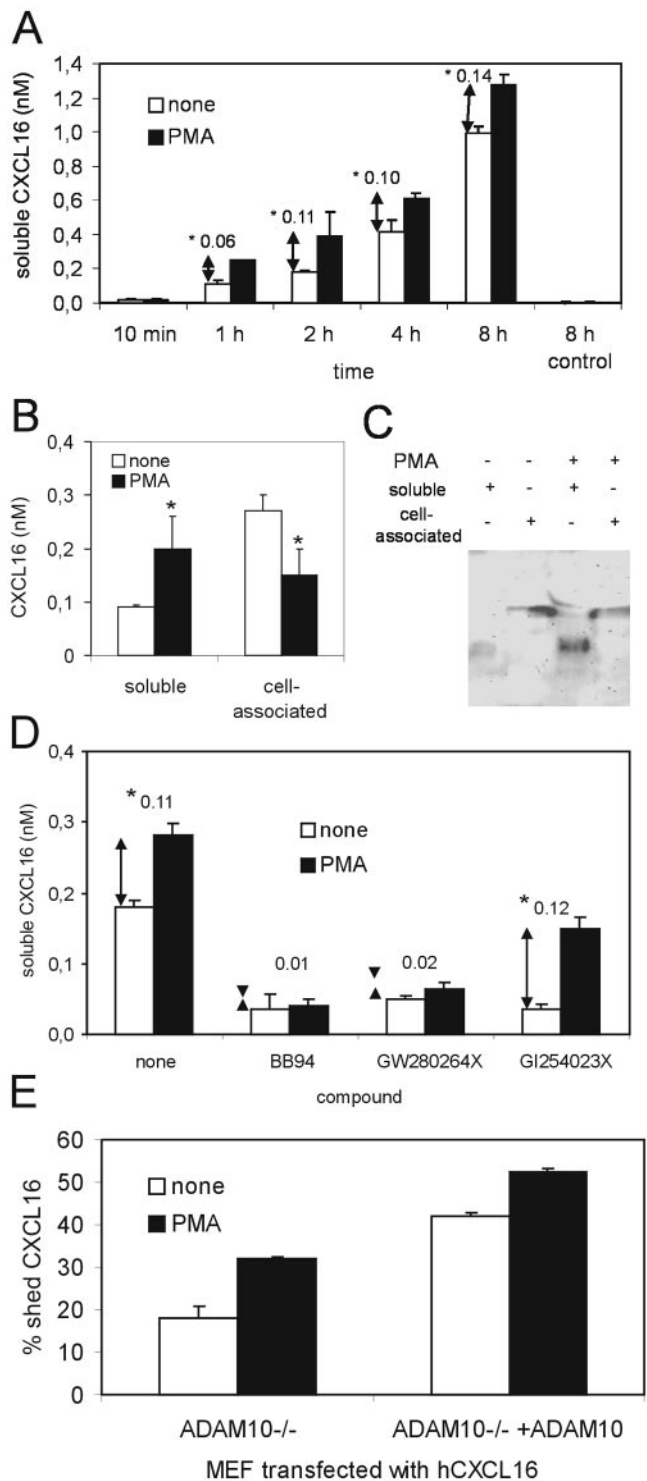 A
soluble CXCL16 (nM)
1,4
1,2
1,0
0,8
0,6
0,4
0,2
0,0
none
PMA
* 0.06
* 0.11
* 0.10
* 0.14
10 min 1 h 2 h 4 h 8 h 8 h
control
time
B
CXCL16 (nM)
0,4
0,3
0,2
0,1
0
none
PMA
*
*
soluble cell-
associated
C
PMA - - + +
soluble + - + -
cell-
associated - + - +
D
soluble CXCL16 (nM)
0,4
0,3
0,2
0,1
0,0
* 0.11
none
PMA
0.01
0.02
* 0.12
none BB94 GW280264X GI254023X
compound
E
% shed CXCL16
60
50
40
30
20
10
0
none
PMA
ADAM10-/- ADAM10-/- +ADAM10
MEF transfected with hCXCL16